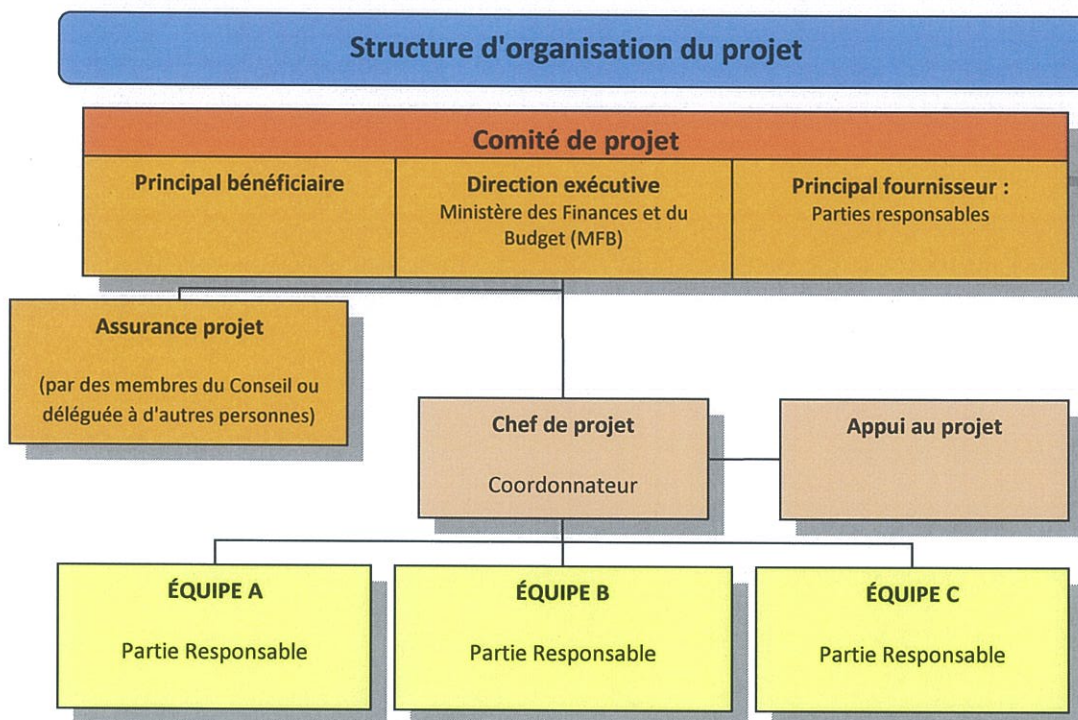 Structure d'organisation du projet
Comité de projet
Principal bénéficiaire
Direction exécutive
Ministère des Finances et du
Budget (MFB)
Principal fournisseur :
Parties responsables
Assurance projet
(par des membres du Conseil ou
déléguée à d'autres personnes)
Chef de projet
Coordonnateur
Appui au projet
ÉQUIPE A
Partie Responsable
ÉQUIPE B
Partie Responsable
ÉQUIPE C
Partie Responsable